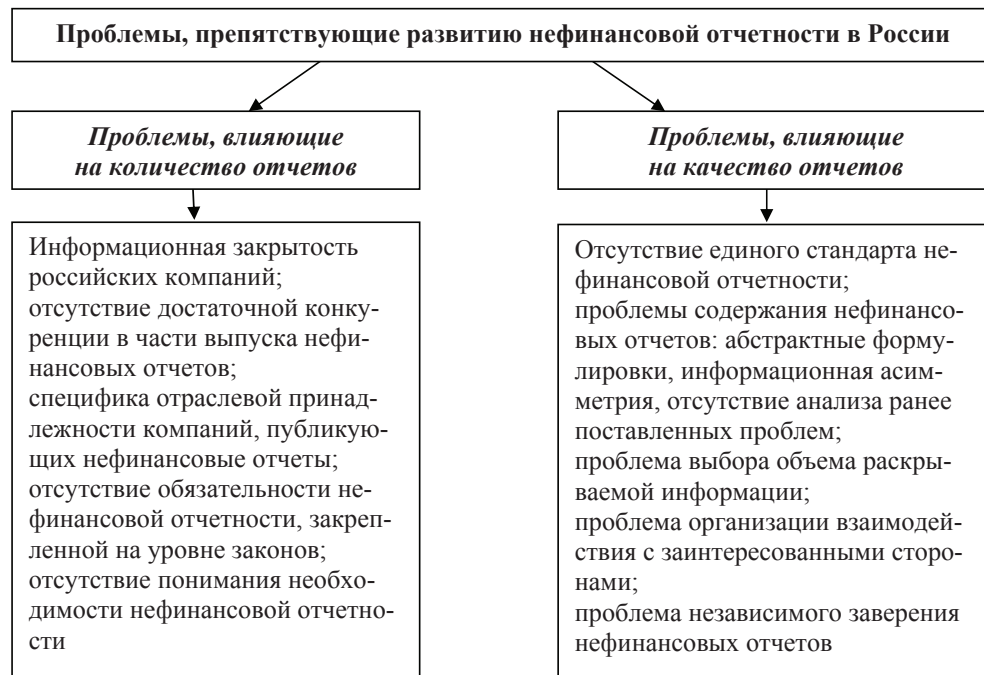 Проблемы, препятствующие развитию нефинансовой отчетности в России
Проблемы, влияющие
на количество отчетов
Информационная закрытость
российских компаний;
отсутствие достаточной конку-
ренции в части выпуска нефи-
нансовых отчетов;
специфика отраслевой принад-
лежности компаний, публикую-
щих нефинансовые отчеты;
отсутствие обязательности не-
финансовой отчетности, закреп-
ленной на уровне законов;
отсутствие понимания необхо-
димости нефинансовой отчетно-
сти
Проблемы, влияющие
на качество отчетов
Отсутствие единого стандарта не-
финансовой отчетности;
проблемы содержания нефинансо-
вых отчетов: абстрактные форму-
лировки, информационная асим-
метрия, отсутствие анализа ранее
поставленных проблем;
проблема выбора объема раскры-
ваемой информации;
проблема организации взаимодей-
ствия с заинтересованными сторо-
нами;
проблема независимого заверения
нефинансовых отчетов